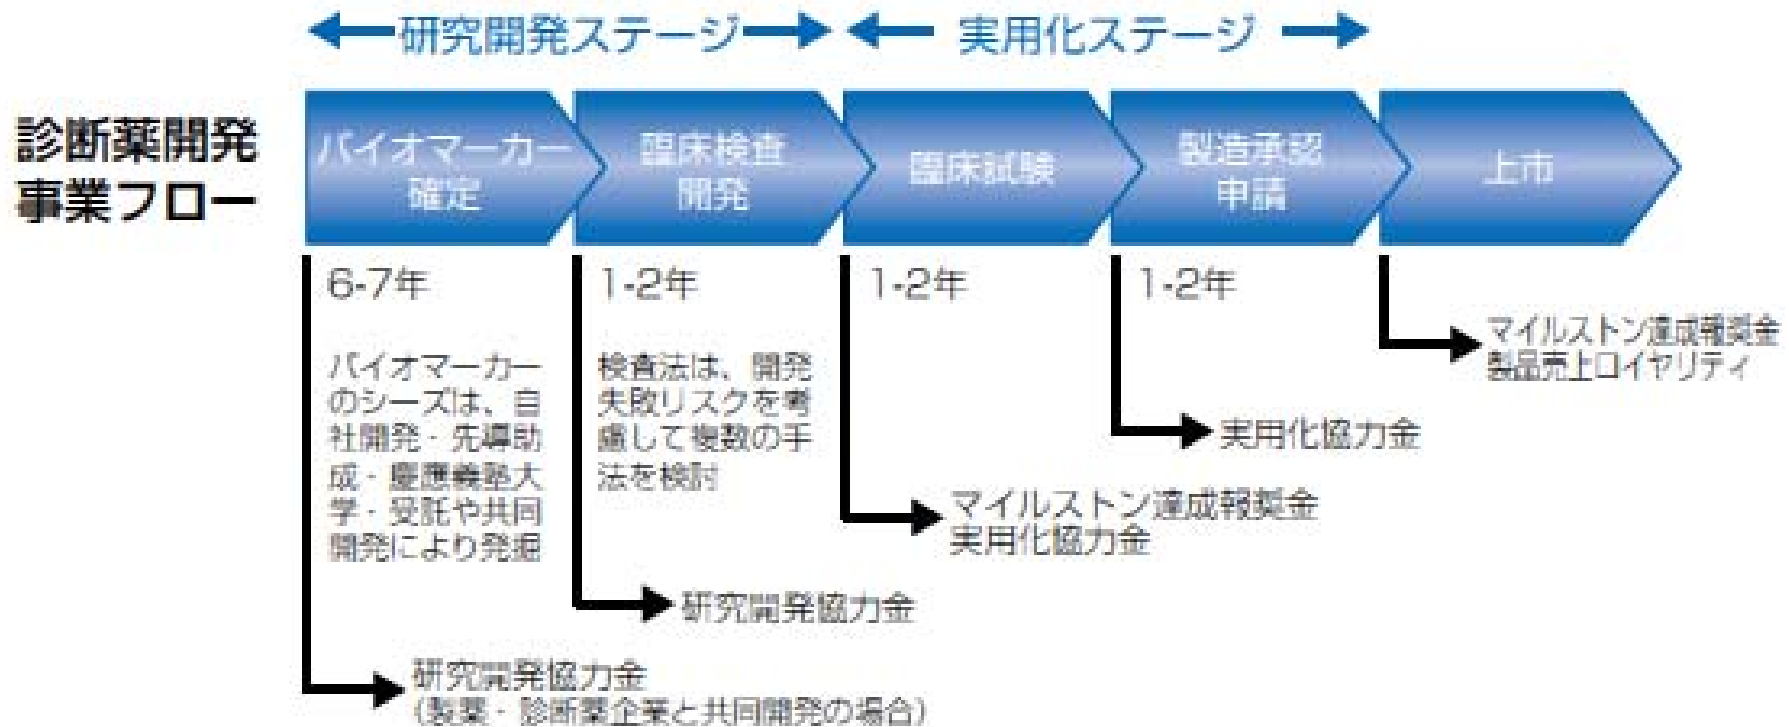 研究開発ステージ
実用化ステージ
診断薬開発
事業フロー
バイオマーカー
確定
臨床検査
開発
臨床試験
製造承認
申請
上市
6-7年
1-2年
1-2年
1-2年
バイオマーカー
のシーズは、自
社開発・先導助
成・慶應義塾大
学・受託や共同
開発により発掘
検査法は、開発
失敗リスクを考
慮して複数の手
法を検討
マイルストン達成報奨金
製品売上ロイヤリティ
実用化協力金
マイルストン達成報奨金
実用化協力金
研究開発協力金
研究開発協力金
(製薬・診断薬企業と共同開発の場合)